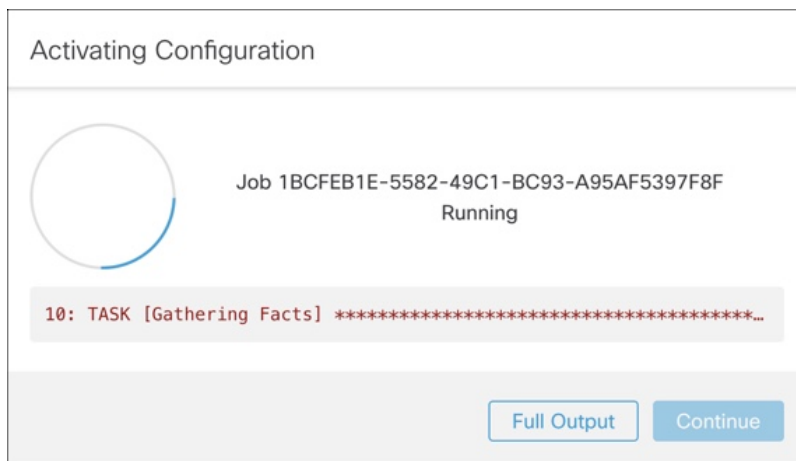 Activating Configuration
Job 1BCFEB1E-5582-49C1-BC93-A95AF5397F8F
Running
10: TASK [Gathering Facts] ***************************************…
Full Output
Continue